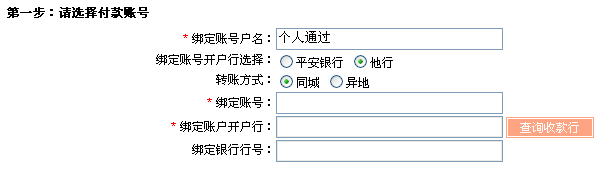 第一步：请选择付款账号
* 绑定账号户名：个人通过
绑定账号开户行选择：平安银行 他行
转账方式：同城 异地
* 绑定账号：
* 绑定账户开户行： 查询收款行
绑定银行行号：